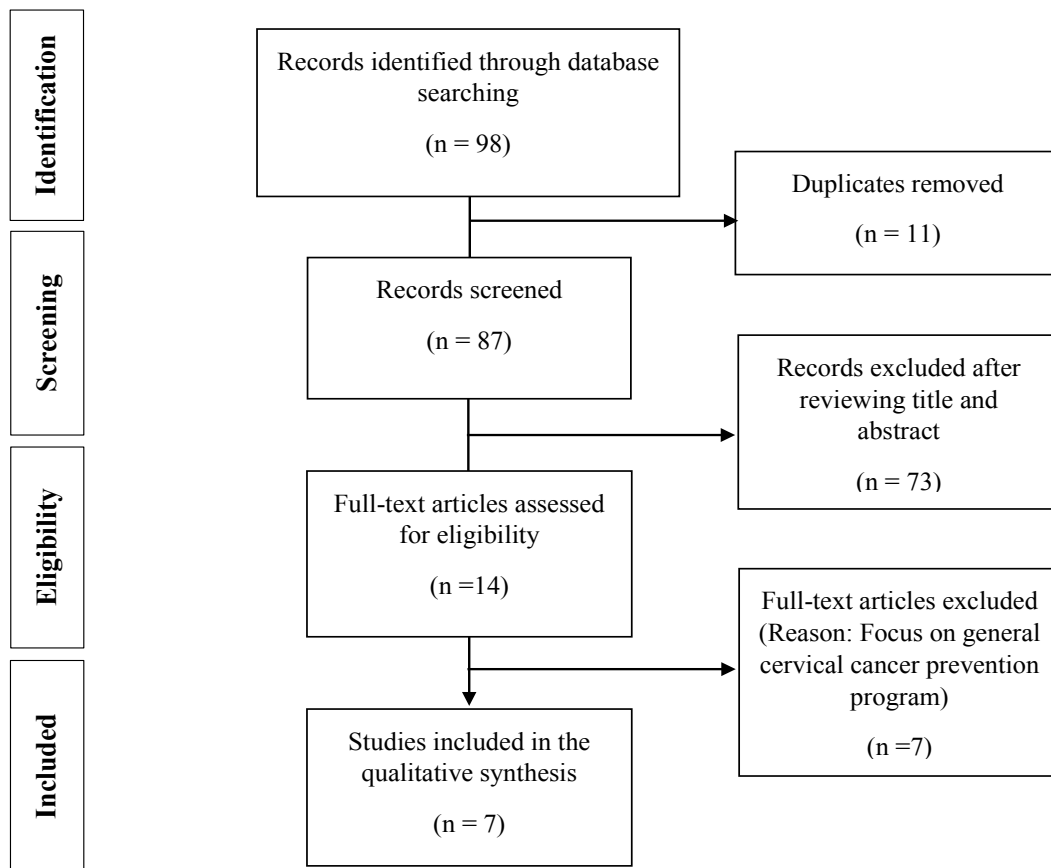 Identification
Records identified through database
searching
(n = 98)
Duplicates removed
(n = 11)
Screening
Records screened
(n = 87)
Records excluded after
reviewing title and
abstract
(n = 73)
Eligibility
Full-text articles assessed
for eligibility
(n =14)
Full-text articles excluded
(Reason: Focus on general
cervical cancer prevention
program)
(n =7)
Included
Studies included in the
qualitative synthesis
(n = 7)